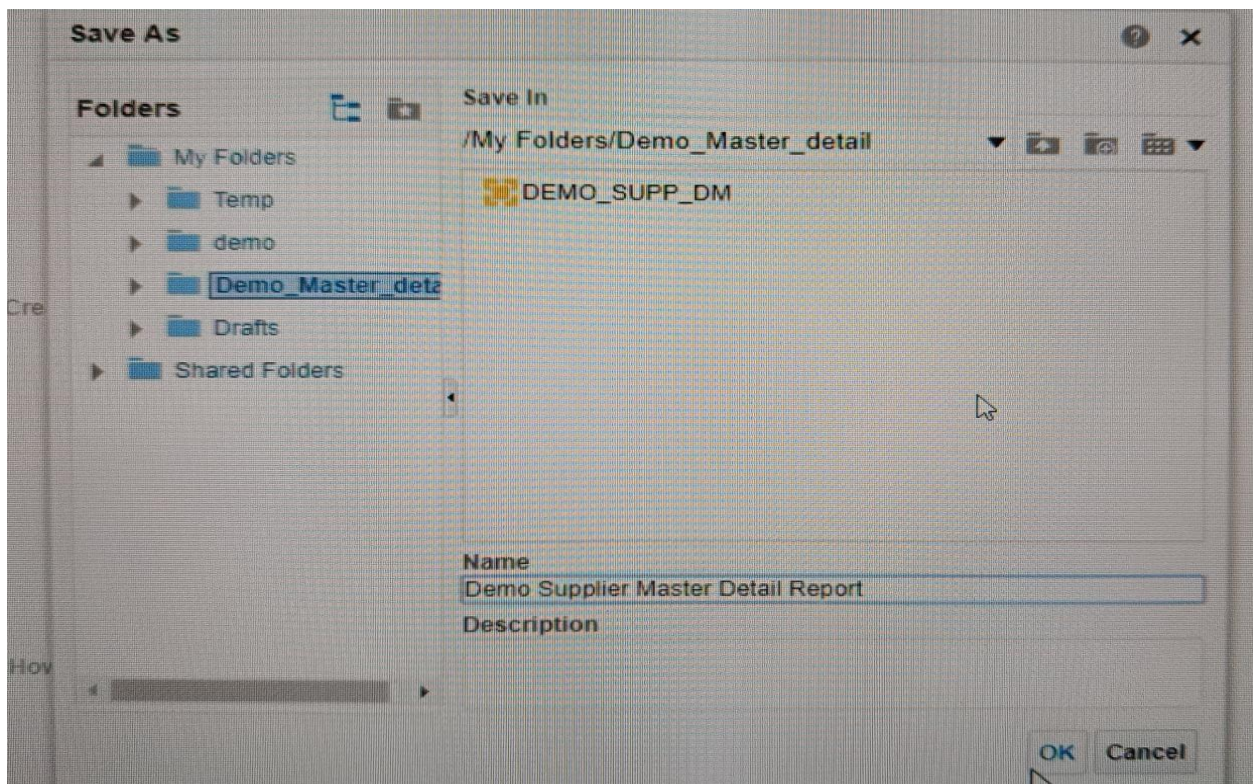 Save As
Folders
My Folders
Temp
demo
Demo_Master_deta
Drafts
Shared Folders
Save In
/My Folders/Demo_Master_detail
DEMO_SUPP_DM
Name
Demo Supplier Master Detail Report
Description
OK
Cancel
Cre
How